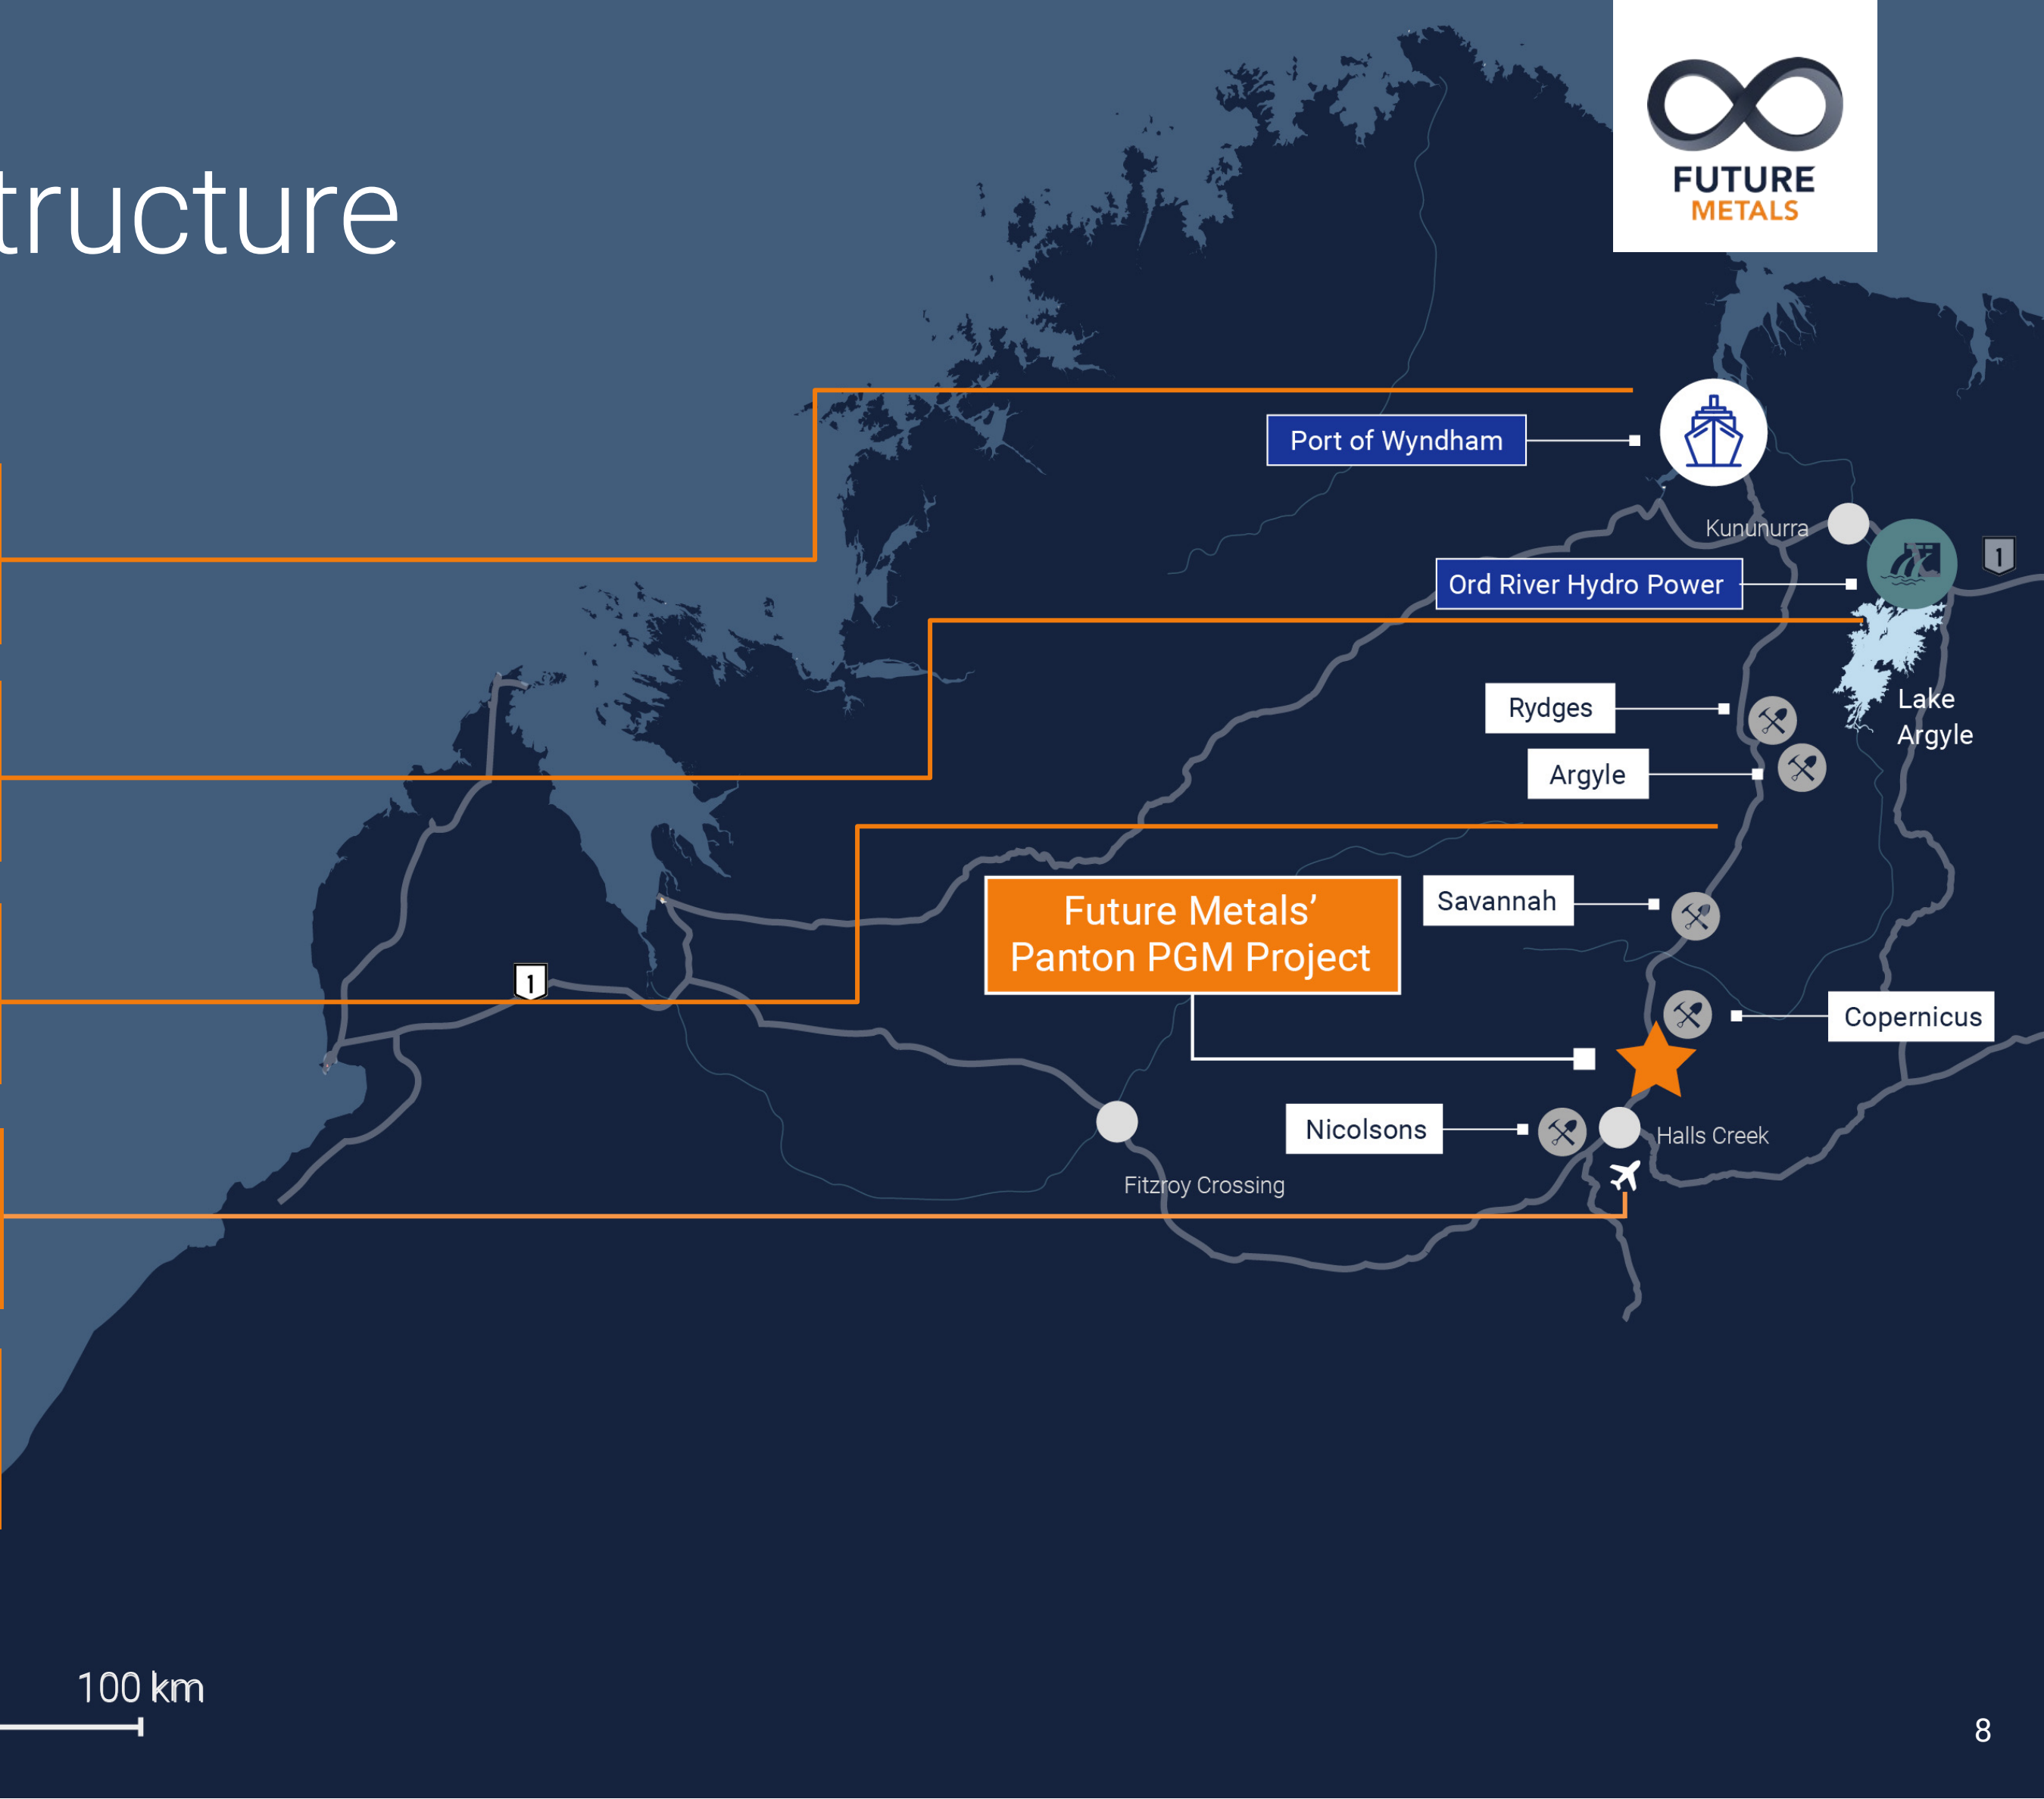 FUTURE
METALS
tructure
Port of Wyndham
Kununurra
1
Ord River Hydro Power
Rydges
Lake
Argyle
Argyle
Savannah
Future Metals’
Panton PGM Project
1
Copernicus
Nicolsons
Halls Creek
Fitzroy Crossing
100 km
8